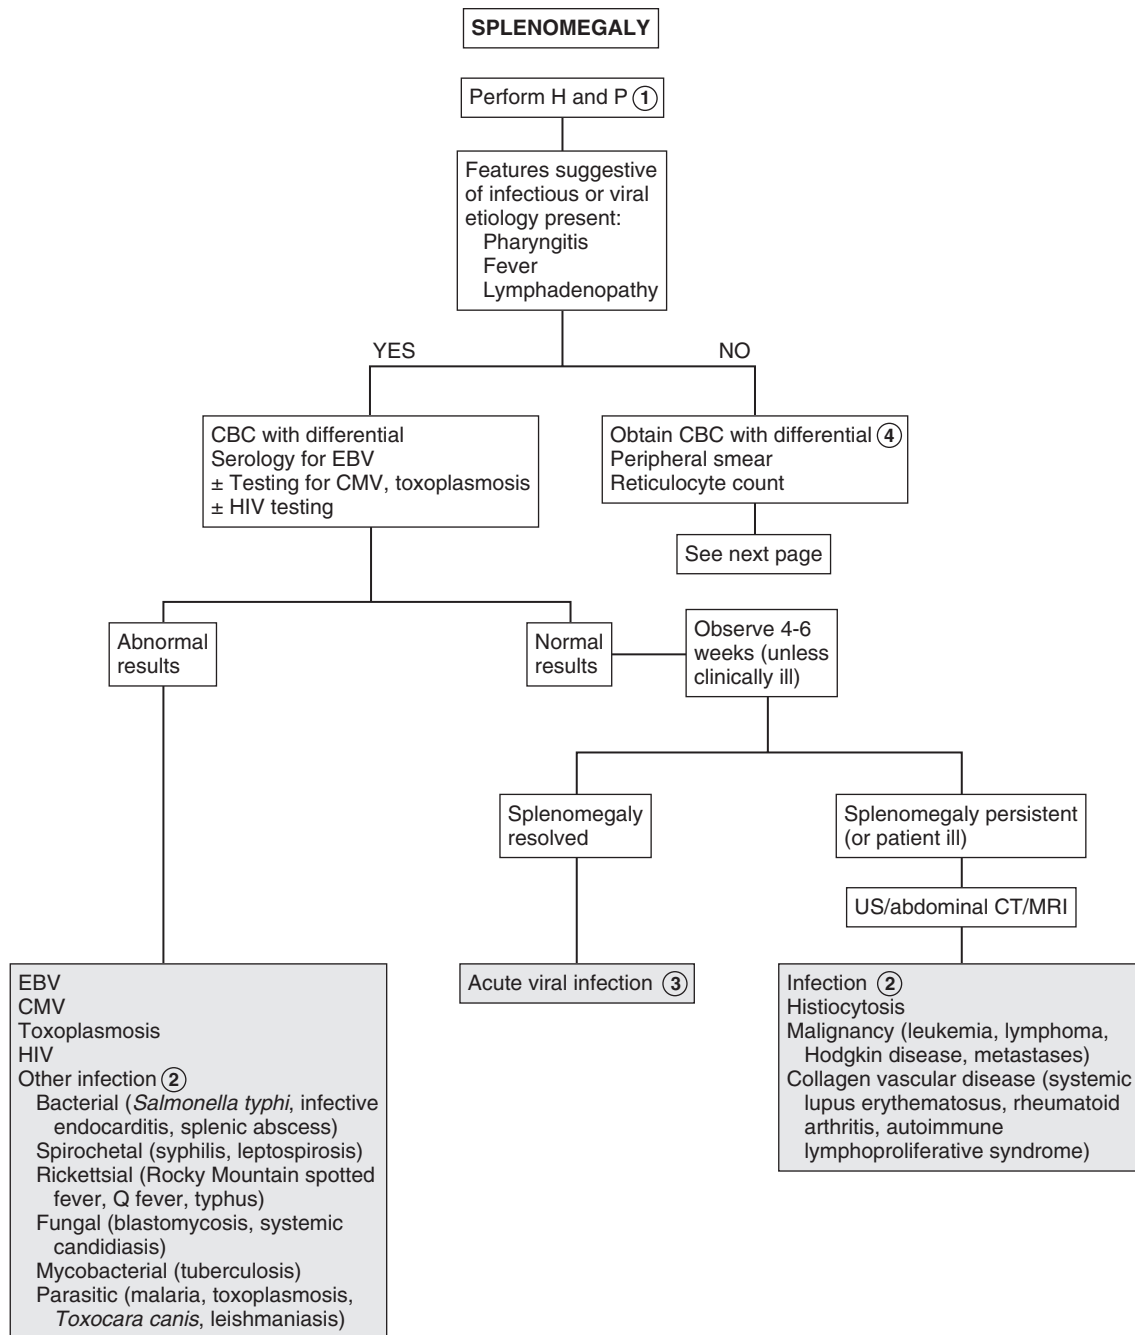 SPLENOMEGALY
Perform H and P 1
Features suggestive
of infectious or viral
etiology present:
Pharyngitis
Fever
Lymphadenopathy
YES
NO
CBC with differential
Serology for EBV
± Testing for CMV, toxoplasmosis
± HIV testing
Obtain CBC with differential 4
Peripheral smear
Reticulocyte count
See next page
Abnormal
results
Normal
results
Observe 4-6
weeks (unless
clinically ill)
Splenomegaly
resolved
Splenomegaly persistent
(or patient ill)
US/abdominal CT/MRI
EBV
CMV
Toxoplasmosis
HIV
Other infection 2
Bacterial (Salmonella typhi, infective
endocarditis, splenic abscess)
Spirochetal (syphilis, leptospirosis)
Rickettsial (Rocky Mountain spotted
fever, Q fever, typhus)
Fungal (blastomycosis, systemic
candidiasis)
Mycobacterial (tuberculosis)
Parasitic (malaria, toxoplasmosis,
Toxocara canis, leishmaniasis)
Acute viral infection 3
Infection 2
Histiocytosis
Malignancy (leukemia, lymphoma,
Hodgkin disease, metastases)
Collagen vascular disease (systemic
lupus erythematosus, rheumatoid
arthritis, autoimmune
lymphoproliferative syndrome)